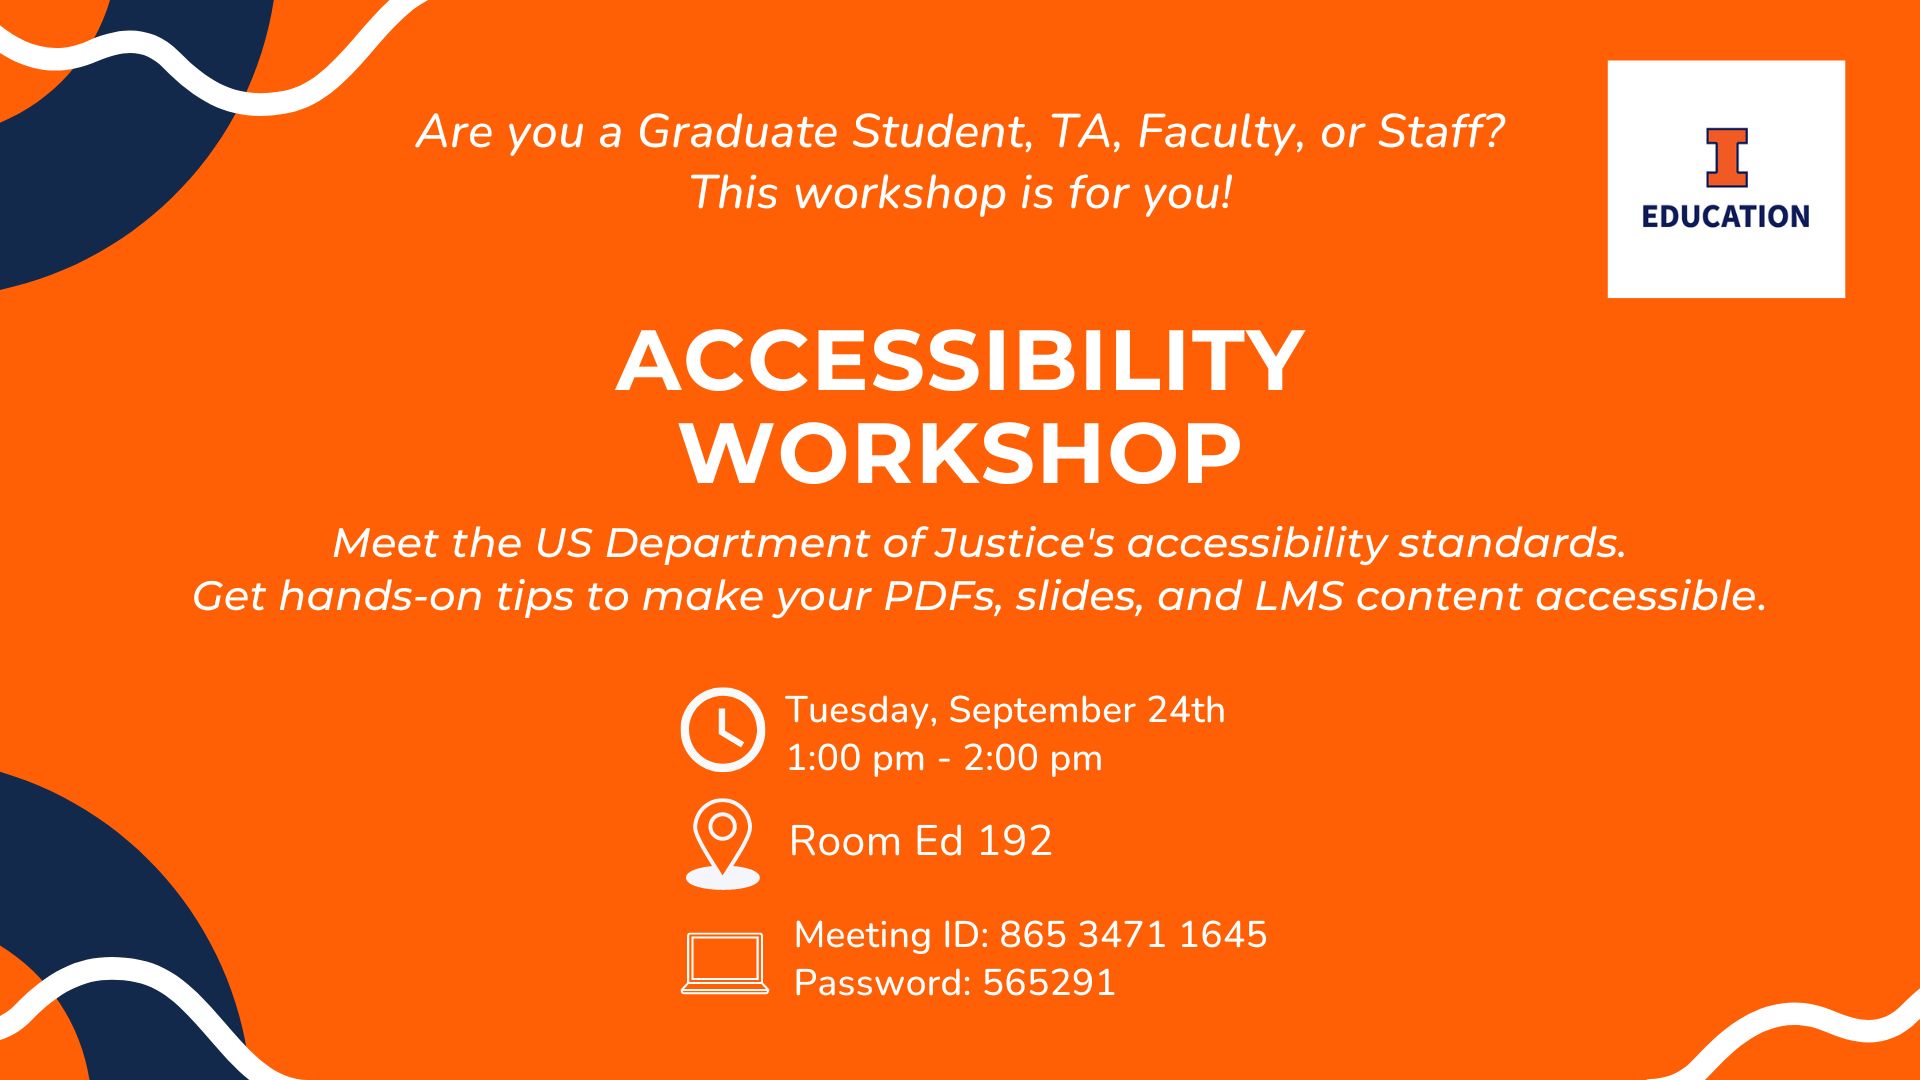 Are you a Graduate Student, TA, Faculty, or Staff?
This workshop is for you!
I
EDUCATION
ACCESSIBILITY
WORKSHOP
Meet the US Department of Justice's accessibility standards.
Get hands-on tips to make your PDFs, slides, and LMS content accessible.
Tuesday, September 24th
1:00 pm - 2:00 pm
Room Ed 192
Meeting ID: 865 3471 1645
Password: 565291